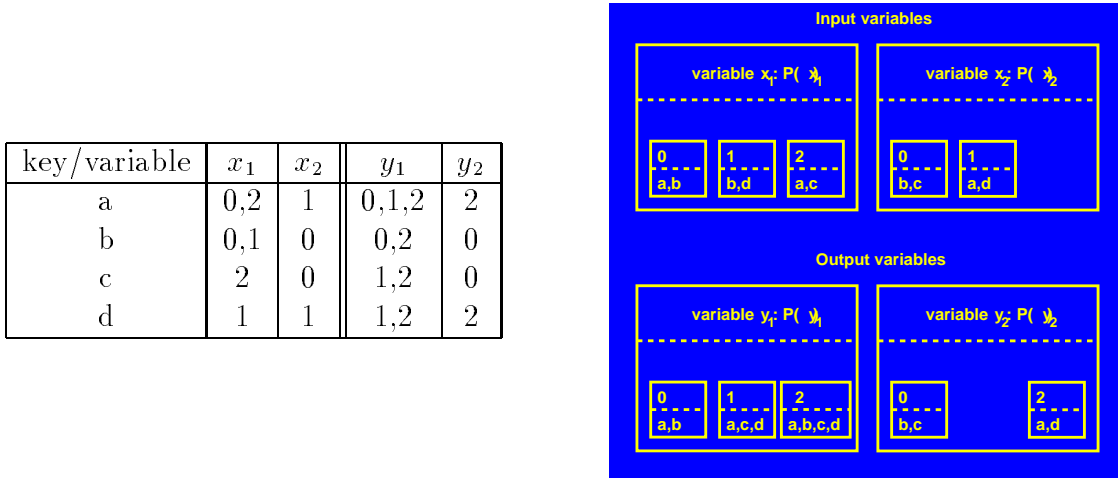 key/variable x₁ x₂ y₁ y₂
a 0,2 1 0,1,2 2
b 0,1 0 0,2 0
c 2 0 1,2 0
d 1 1 1,2 2
Input variables
variable x₁: P( x₁) variable x₂: P( x₂)
0 1 2 0 1
a,b b,d a,c b,c a,d
Output variables
variable y₁: P( y₁) variable y₂: P( y₂)
0 1 2 0 2
a,b a,c,d a,b,c,d b,c a,d